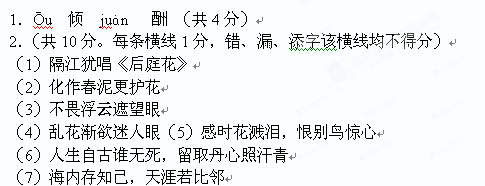 1. Ōu 倾 juàn 酬 (共4分)
2.(共10分。每条横线1分，错、漏、添字该横线均不得分)
(1) 隔江犹唱《后庭花》
(2) 化作春泥更护花
(3) 不畏浮云遮望眼
(4) 乱花渐欲迷人眼 (5) 感时花溅泪，恨别鸟惊心
(6) 人生自古谁无死，留取丹心照汗青
(7) 海内存知己，天涯若比邻